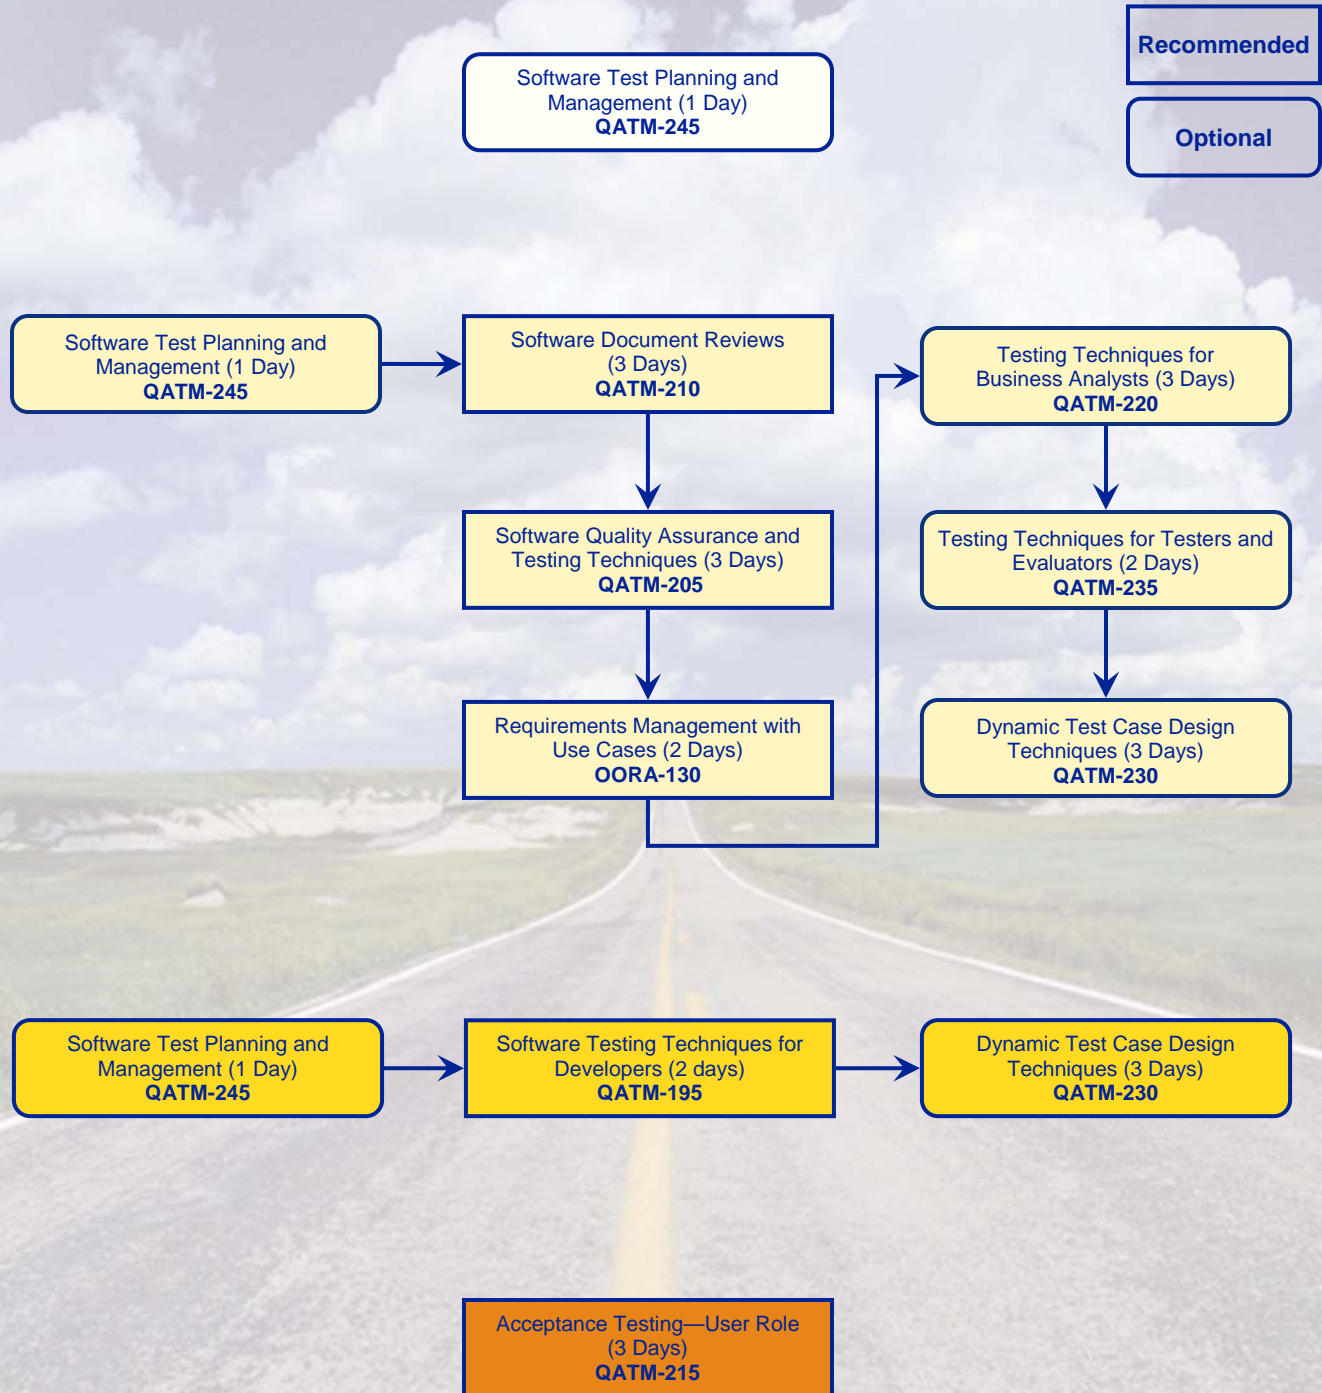 Recommended
Optional
Software Test Planning and
Management (1 Day)
QATM-245
Software Test Planning and
Management (1 Day)
QATM-245
Software Document Reviews
(3 Days)
QATM-210
Software Quality Assurance and
Testing Techniques (3 Days)
QATM-205
Requirements Management with
Use Cases (2 Days)
OORA-130
Testing Techniques for
Business Analysts (3 Days)
QATM-220
Testing Techniques for Testers and
Evaluators (2 Days)
QATM-235
Dynamic Test Case Design
Techniques (3 Days)
QATM-230
Software Test Planning and
Management (1 Day)
QATM-245
Software Testing Techniques for
Developers (2 days)
QATM-195
Dynamic Test Case Design
Techniques (3 Days)
QATM-230
Acceptance Testing—User Role
(3 Days)
QATM-215